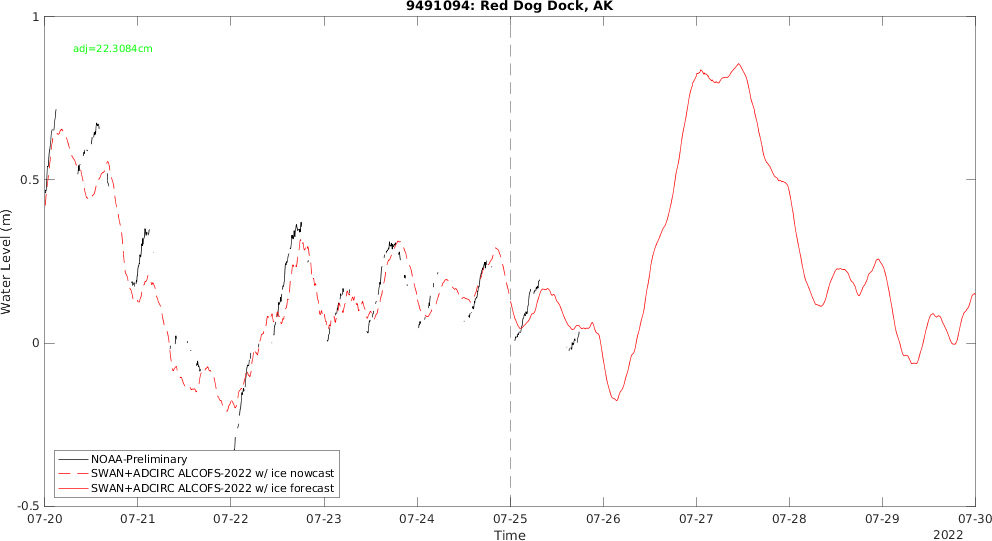 9491094: Red Dog Dock, AK
adj=22.3084cm
1
0.5
0
-0.5
Water Level (m)
NOAA-Preliminary
SWAN+ADCIRC ALCOFS-2022 w/ ice nowcast
SWAN+ADCIRC ALCOFS-2022 w/ ice forecast
07-20 07-21 07-22 07-23 07-24 07-25 07-26 07-27 07-28 07-29 07-30
Time
2022